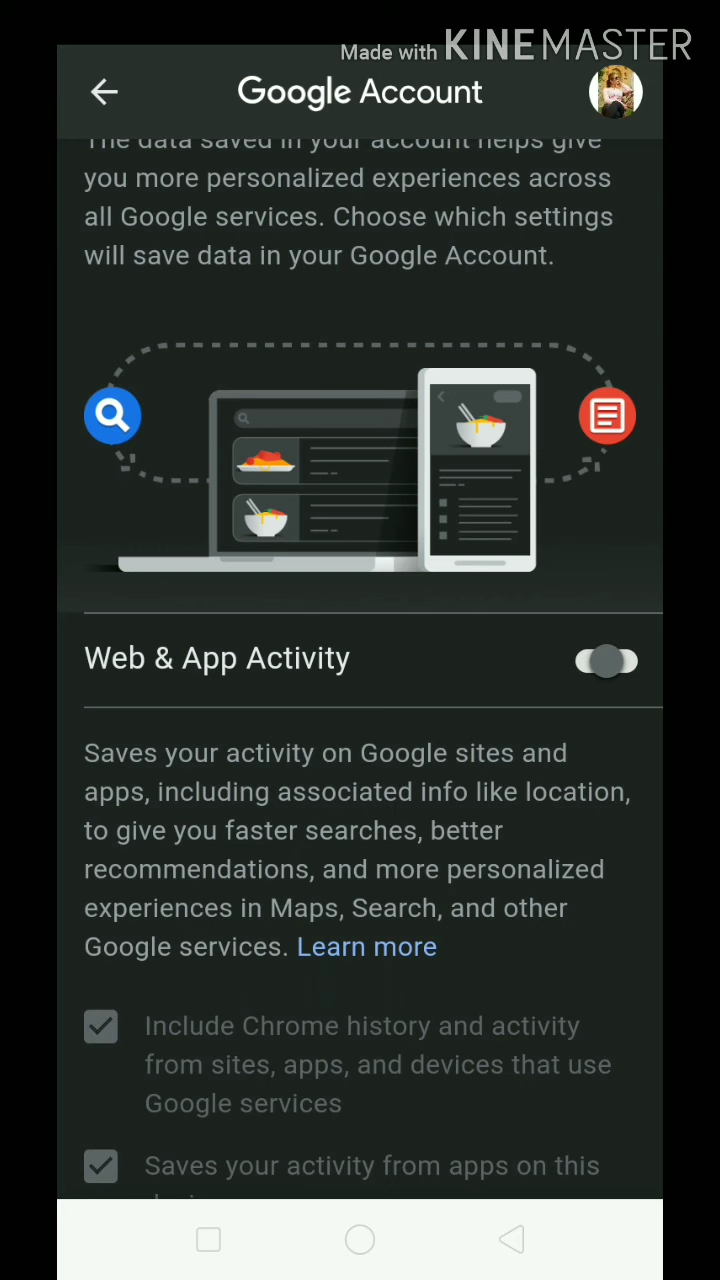 Made with KINEMASTER
Google Account
The data saved in your account helps give
you more personalized experiences across
all Google services. Choose which settings
will save data in your Google Account.
Web & App Activity
Saves your activity on Google sites and
apps, including associated info like location,
to give you faster searches, better
recommendations, and more personalized
experiences in Maps, Search, and other
Google services. Learn more
Include Chrome history and activity
from sites, apps, and devices that use
Google services
Saves your activity from apps on this